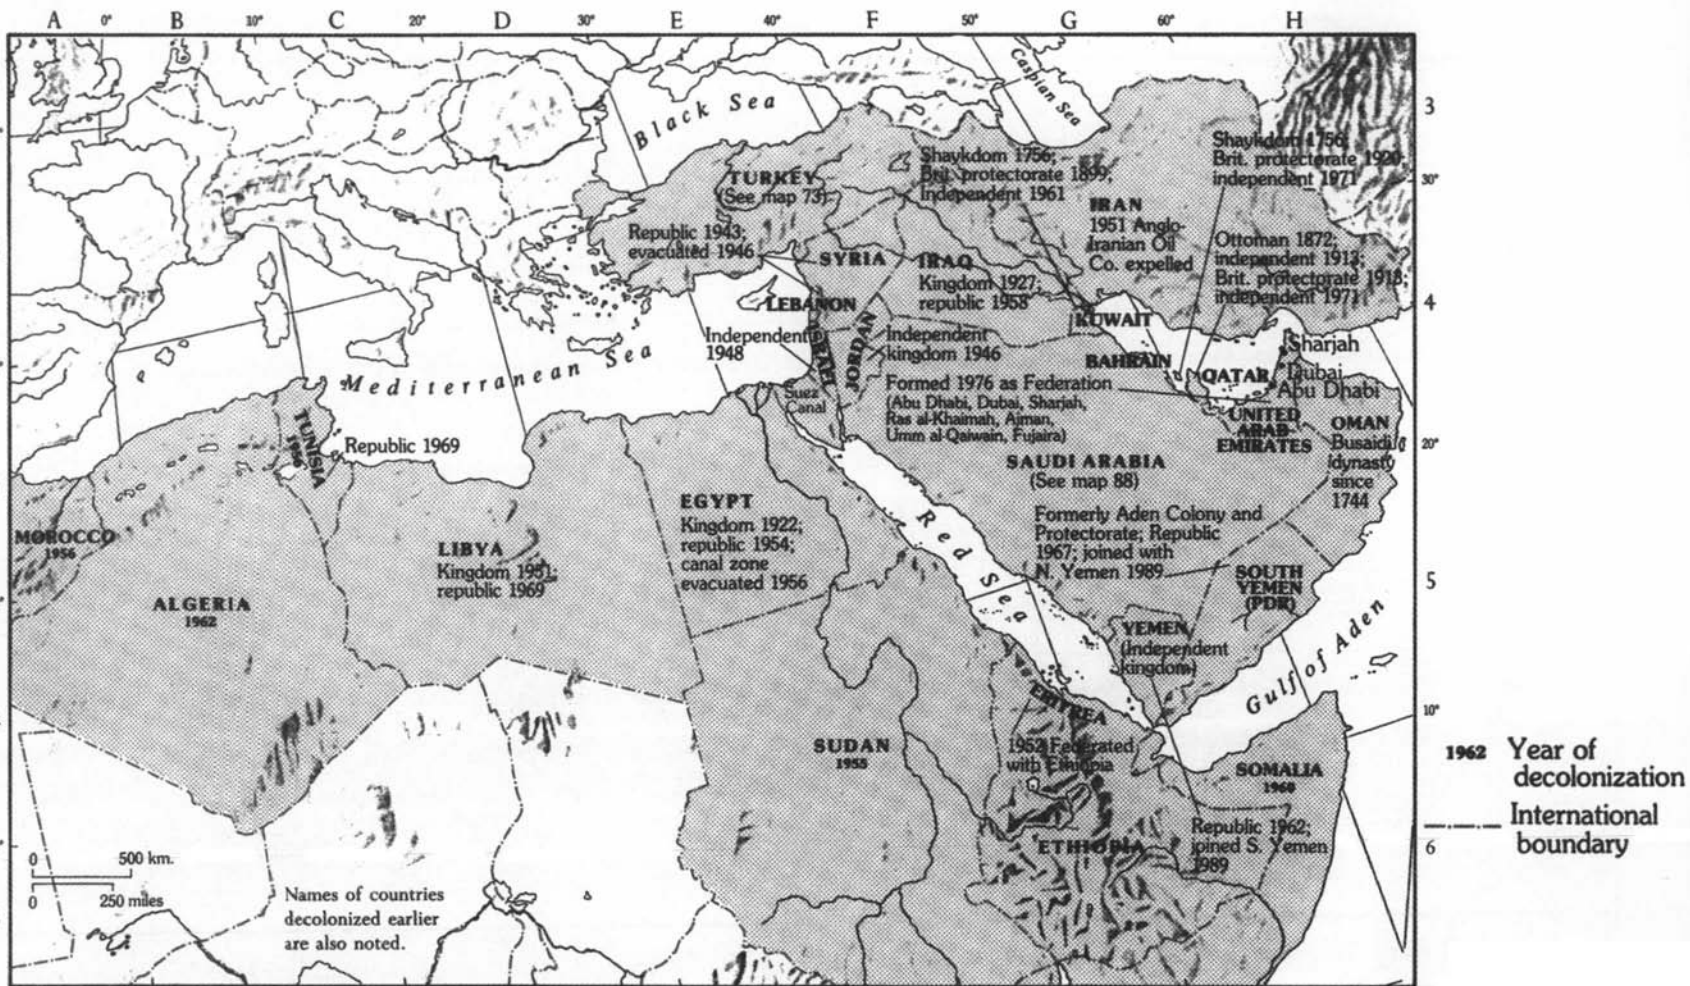 A 0° B 10° C 20° D 30° E 40° F 50° G 60° H
3
30°
4
20°
5
10°
6
Black Sea
Caspian Sea
TURKEY
(See map 73)
Republic 1943;
evacuated 1946
Shaykdom 1756;
Brit. protectorate 1899;
Independent 1961
IRAN
1951 Anglo-
Iranian Oil
Co. expelled
Shaykdom 1756;
Brit. protectorate 1920;
independent 1971
Ottoman 1872;
independent 1913;
Brit. protectorate 1918;
independent 1971
SYRIA
IRAQ
Kingdom 1927;
republic 1958
LEBANON
KUWAIT
Independent
1948
ISRAEL
JORDAN
Independent
kingdom 1946
BAHRAIN
QATAR
Sharjah
Dubai
Abu Dhabi
Mediterranean Sea
Suez
Canal
Formed 1976 as Federation
(Abu Dhabi, Dubai, Sharjah,
Ras al-Khaimah, Ajman,
Umm al-Qaiwain, Fujaira)
UNITED
ARAB
EMIRATES
OMAN
Busaidi
dynasty
since
1744
TUNISIA
1956
Republic 1969
SAUDI ARABIA
(See map 88)
MOROCCO
1956
ALGERIA
1962
LIBYA
Kingdom 1951;
republic 1969
EGYPT
Kingdom 1922;
republic 1954;
canal zone
evacuated 1956
Red Sea
Formerly Aden Colony and
Protectorate; Republic
1967; joined with
N. Yemen 1989
SOUTH
YEMEN
(PDR)
YEMEN
(Independent
kingdom)
Gulf of Aden
ERITREA
1952 Federated
with Ethiopia
SUDAN
1955
SOMALIA
1960
ETHIOPIA
Republic 1962;
joined S. Yemen
1989
0 500 km.
0 250 miles
Names of countries
decolonized earlier
are also noted.
1962 Year of
decolonization
International
boundary